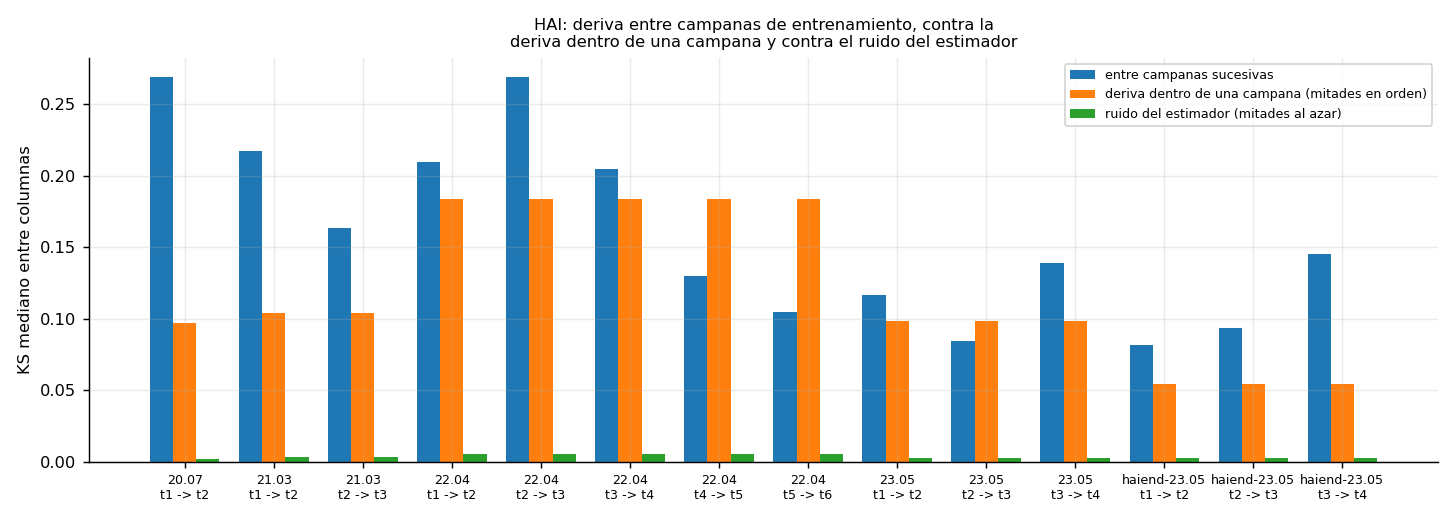 HAI: deriva entre campanas de entrenamiento, contra la
deriva dentro de una campana y contra el ruido del estimador
entre campanas sucesivas
deriva dentro de una campana (mitades en orden)
ruido del estimador (mitades al azar)
KS mediano entre columnas
0.25
0.20
0.15
0.10
0.05
0.00
20.07
t1 -> t2
21.03
t1 -> t2
21.03
t2 -> t3
22.04
t1 -> t2
22.04
t2 -> t3
22.04
t3 -> t4
22.04
t4 -> t5
22.04
t5 -> t6
23.05
t1 -> t2
23.05
t2 -> t3
23.05
t3 -> t4
haiend-23.05
t1 -> t2
haiend-23.05
t2 -> t3
haiend-23.05
t3 -> t4